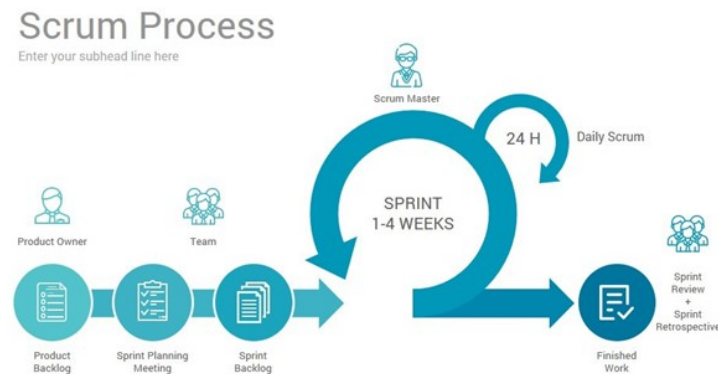 Scrum Process
Enter your subhead line here
Scrum Master
24 H
Daily Scrum
SPRINT
1-4 WEEKS
Product Owner
Team
Product
Backlog
Sprint Planning
Meeting
Sprint
Backlog
Finished
Work
Sprint
Review
+
Sprint
Retrospective